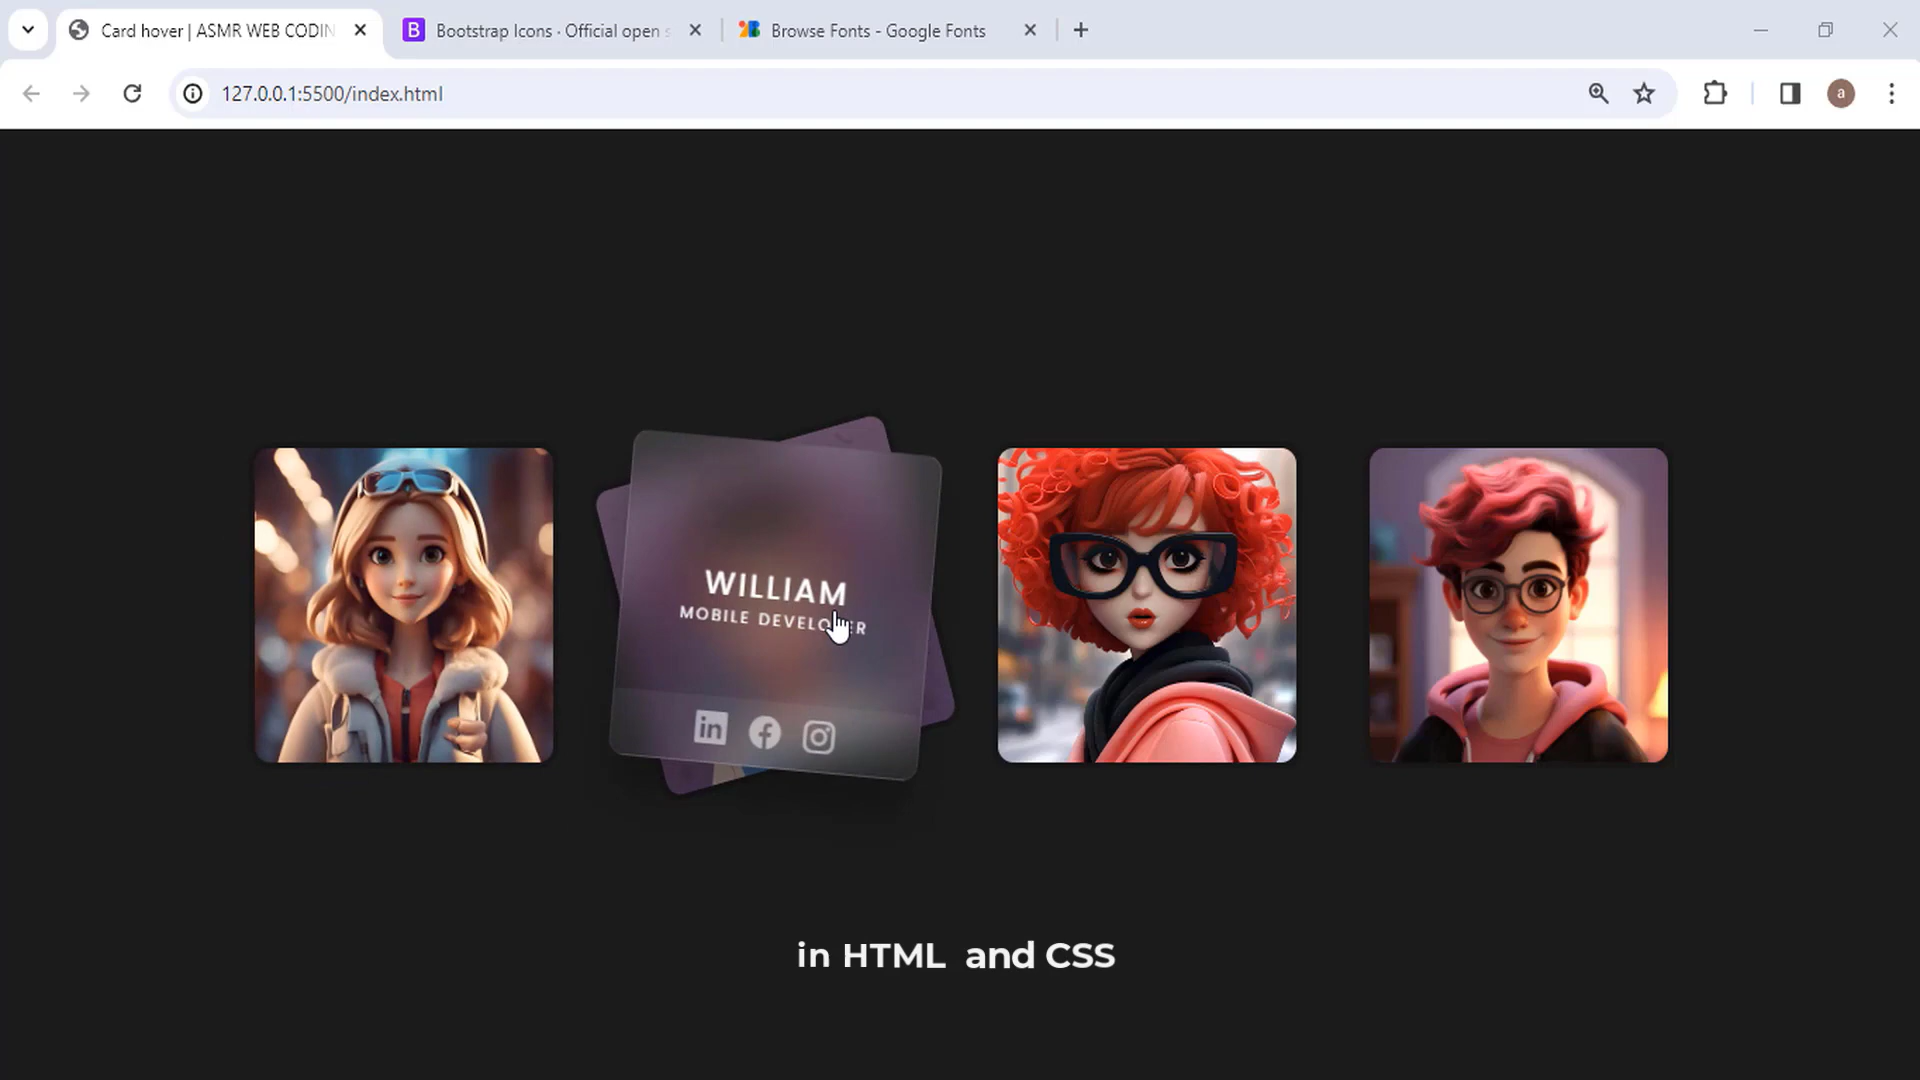 Card hover | ASMR WEB CODIN
Bootstrap Icons · Official open s
Browse Fonts - Google Fonts
127.0.0.1:5500/index.html
a
WILLIAM
MOBILE DEVELOPER
in HTML and CSS